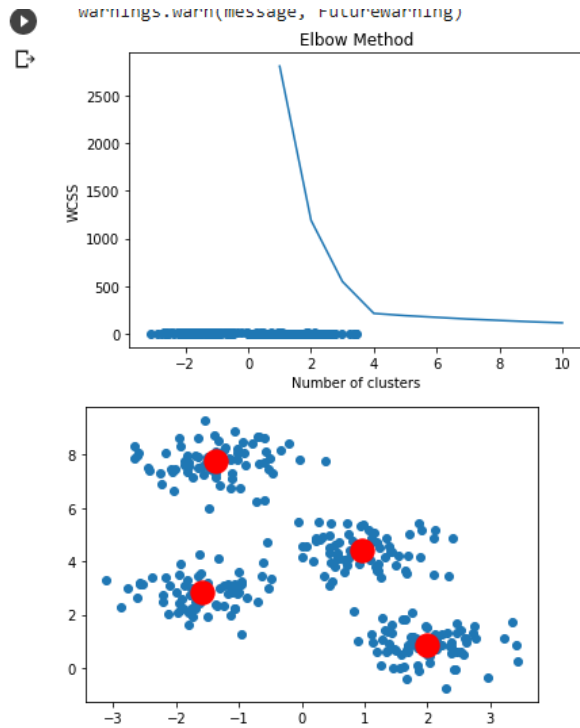 warnings.warn(message, FutureWarning)
Elbow Method
2500
2000
1500
1000
500
0
WCSS
−2 0 2 4 6 8 10
Number of clusters
8
6
4
2
0
−3 −2 −1 0 1 2 3